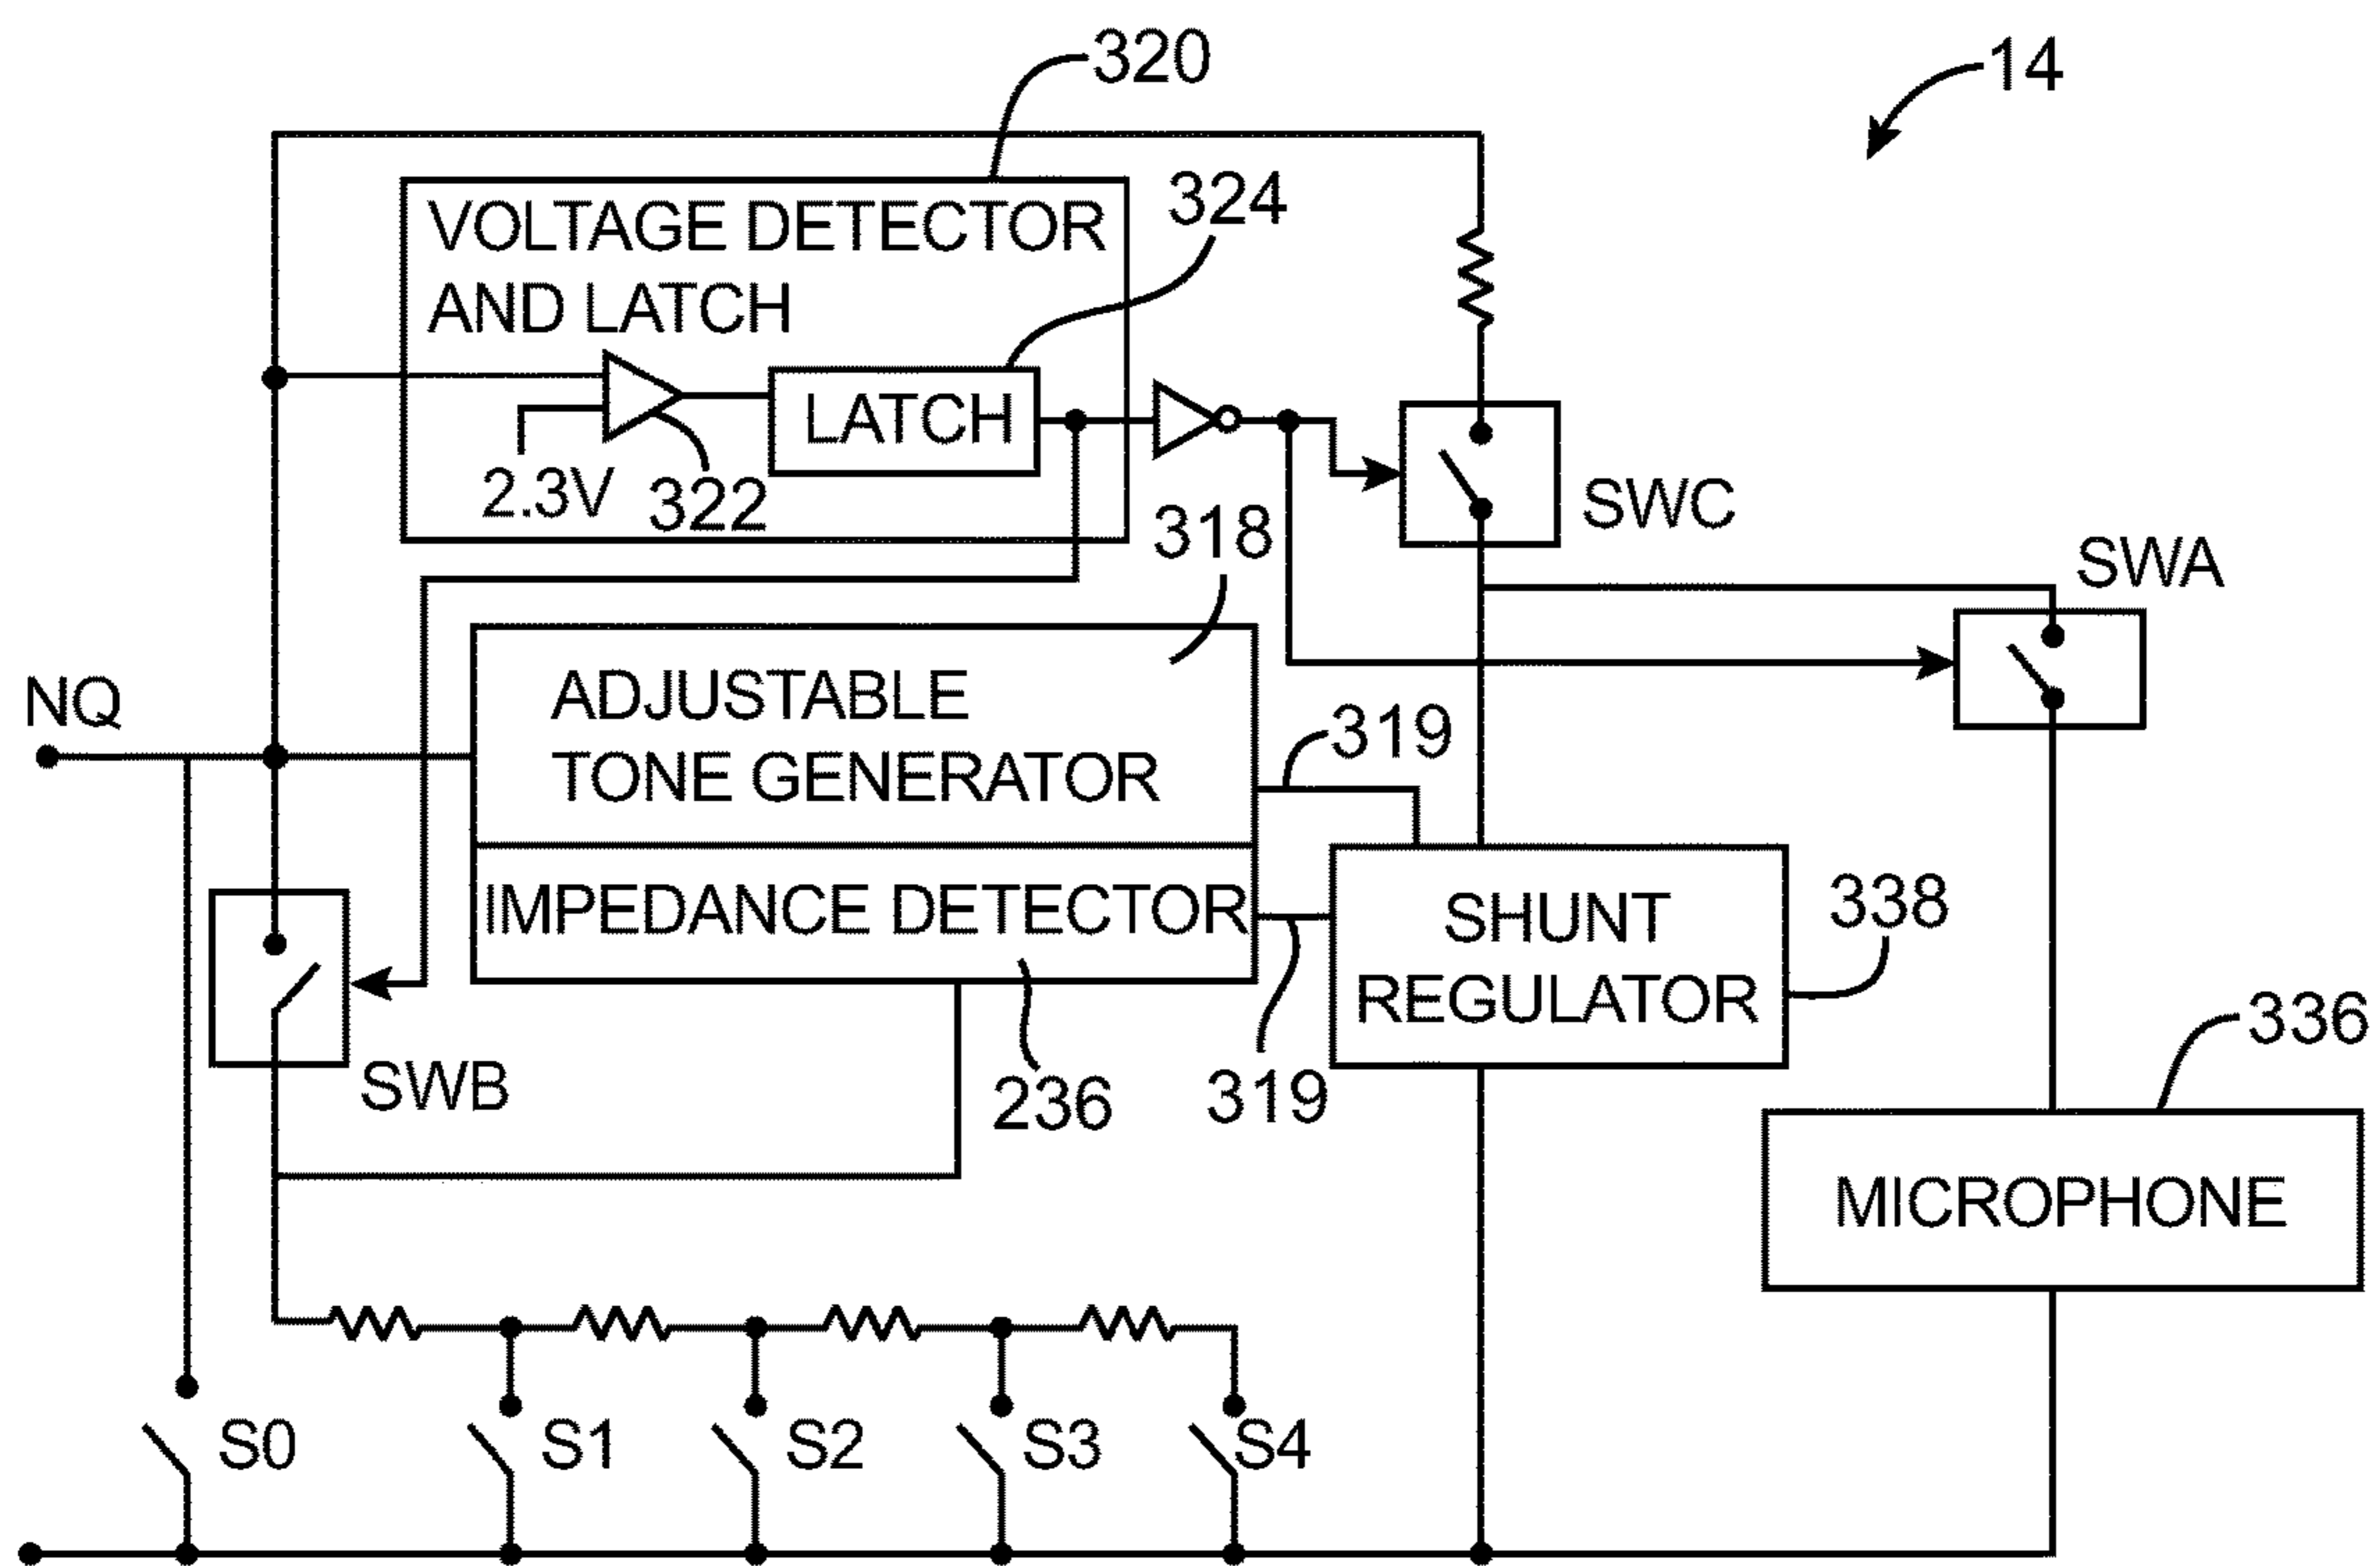 320
14
VOLTAGE DETECTOR
AND LATCH
324
LATCH
2.3V
322
SWC
318
SWA
ADJUSTABLE
TONE GENERATOR
NQ
319
IMPEDANCE DETECTOR
SHUNT
REGULATOR
338
336
SWB
236
319
MICROPHONE
S0
S1
S2
S3
S4